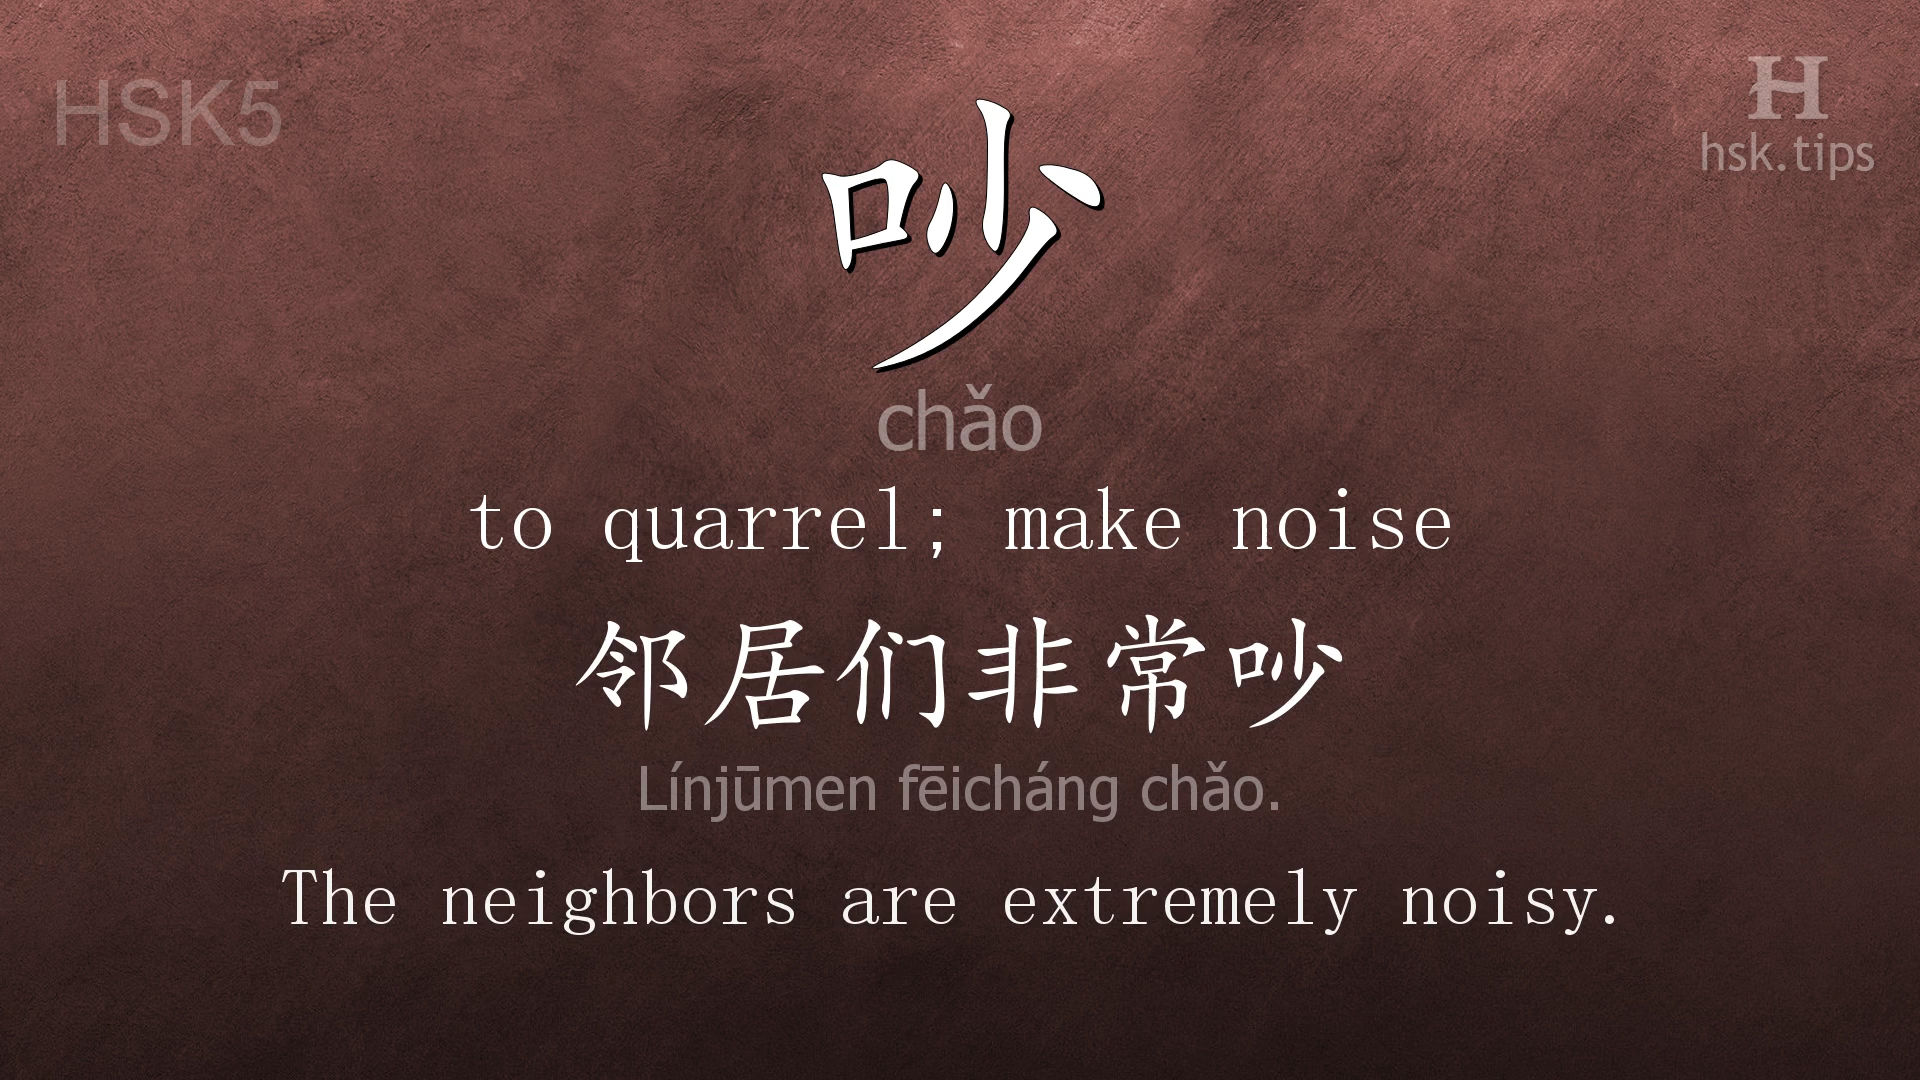 HSK5
H
hsk.tips
吵
chǎo
to quarrel; make noise
邻居们非常吵
Línjūmen fēicháng chǎo.
The neighbors are extremely noisy.